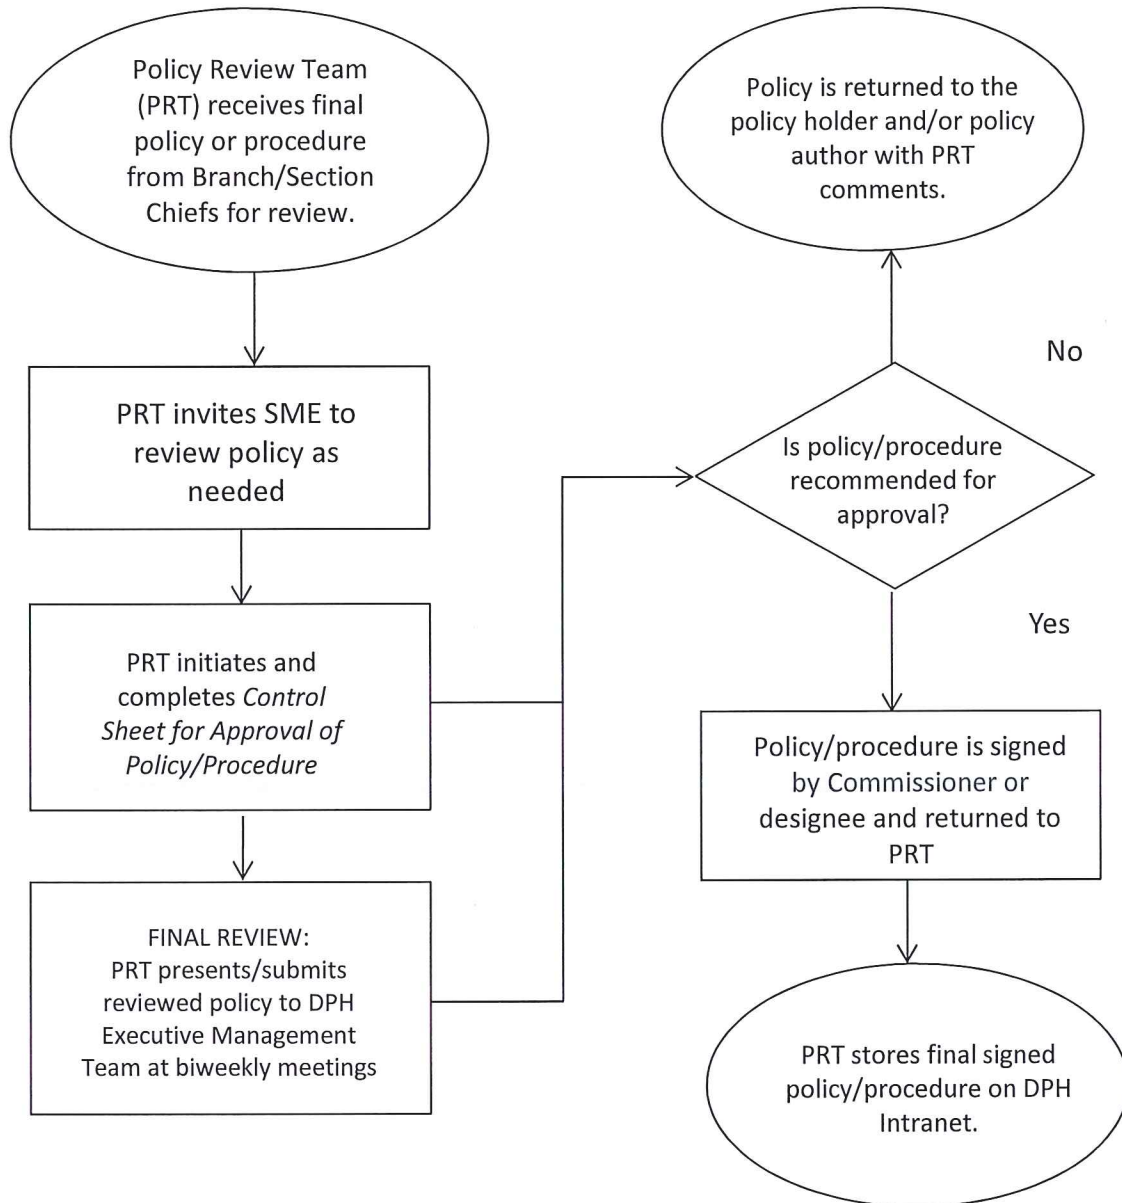 Policy Review Team
(PRT) receives final
policy or procedure
from Branch/Section
Chiefs for review.
PRT invites SME to
review policy as
needed
PRT initiates and
completes Control
Sheet for Approval of
Policy/Procedure
FINAL REVIEW:
PRT presents/submits
reviewed policy to DPH
Executive Management
Team at biweekly meetings
Policy is returned to the
policy holder and/or policy
author with PRT
comments.
No
Is policy/procedure
recommended for
approval?
Yes
Policy/procedure is signed
by Commissioner or
designee and returned to
PRT
PRT stores final signed
policy/procedure on DPH
Intranet.